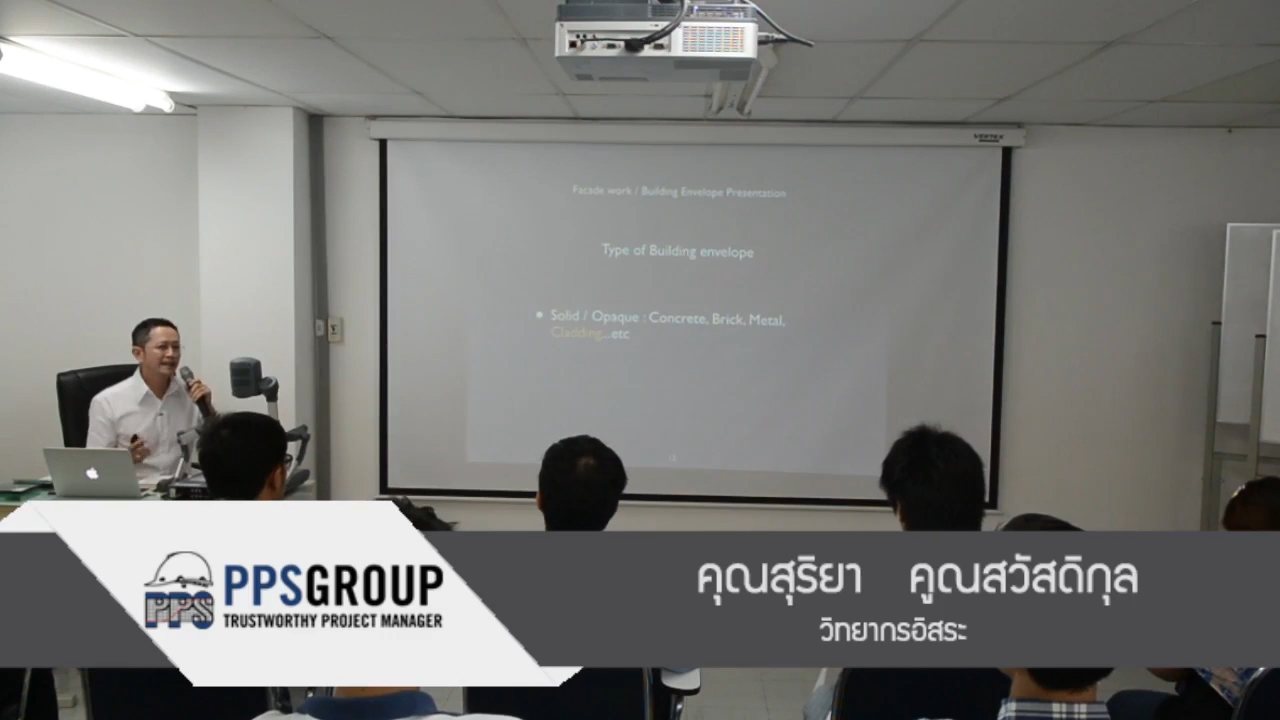 VERTEX
Facade work / Building Envelope Presentation
Type of Building envelope
• Solid / Opaque : Concrete, Brick, Metal,
Cladding...etc
PPS
PPSGROUP
TRUSTWORTHY PROJECT MANAGER
คุณสุริยา คูณสวัสดิกุล
วิทยากรอิสระ